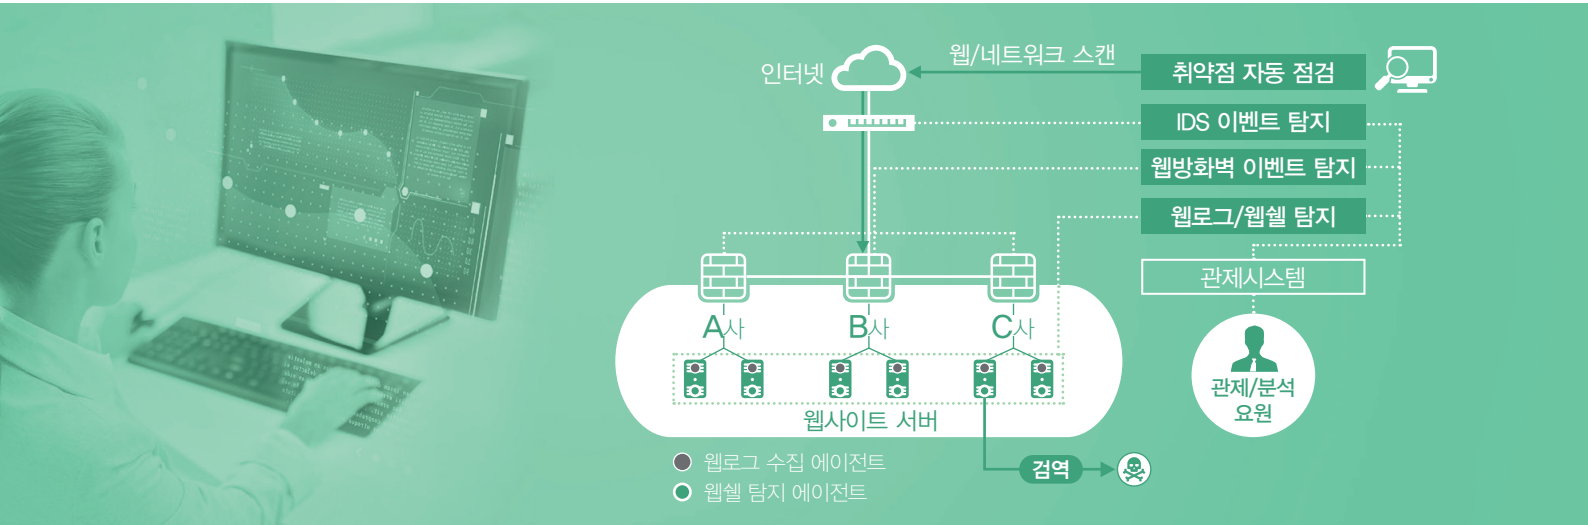 인터넷
웹/네트워크 스캔
취약점 자동 점검
IDS 이벤트 탐지
웹방화벽 이벤트 탐지
웹로그/웹쉘 탐지
관제시스템
A사
B사
C사
관제/분석
요원
웹사이트 서버
웹로그 수집 에이전트
검역
웹쉘 탐지 에이전트